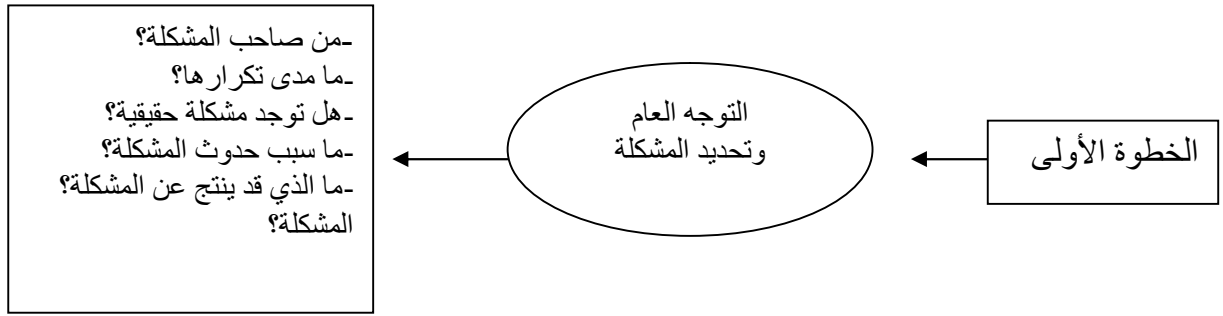 الخطوة الأولى
التوجه العام
وتحديد المشكلة
-من صاحب المشكلة؟
-ما مدى تكرارها؟
-هل توجد مشكلة حقيقية؟
-ما سبب حدوث المشكلة؟
-ما الذي قد ينتج عن المشكلة؟
المشكلة؟